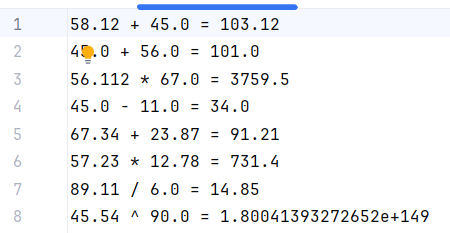 1 58.12 + 45.0 = 103.12
2 45.0 + 56.0 = 101.0
3 56.112 * 67.0 = 3759.5
4 45.0 - 11.0 = 34.0
5 67.34 + 23.87 = 91.21
6 57.23 * 12.78 = 731.4
7 89.11 / 6.0 = 14.85
8 45.54 ^ 90.0 = 1.80041393272652e+149